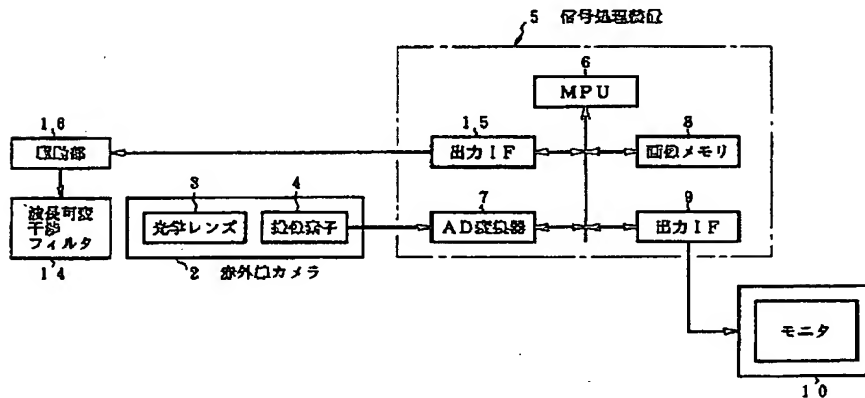 5 信号処理装置
6
MPU
16
駆動部
15
出力IF
8
画像メモリ
波長可変
干渉
フィルタ
14
3
光学レンズ
4
撮像素子
2 赤外線カメラ
7
AD変換器
9
出力IF
モニタ
10